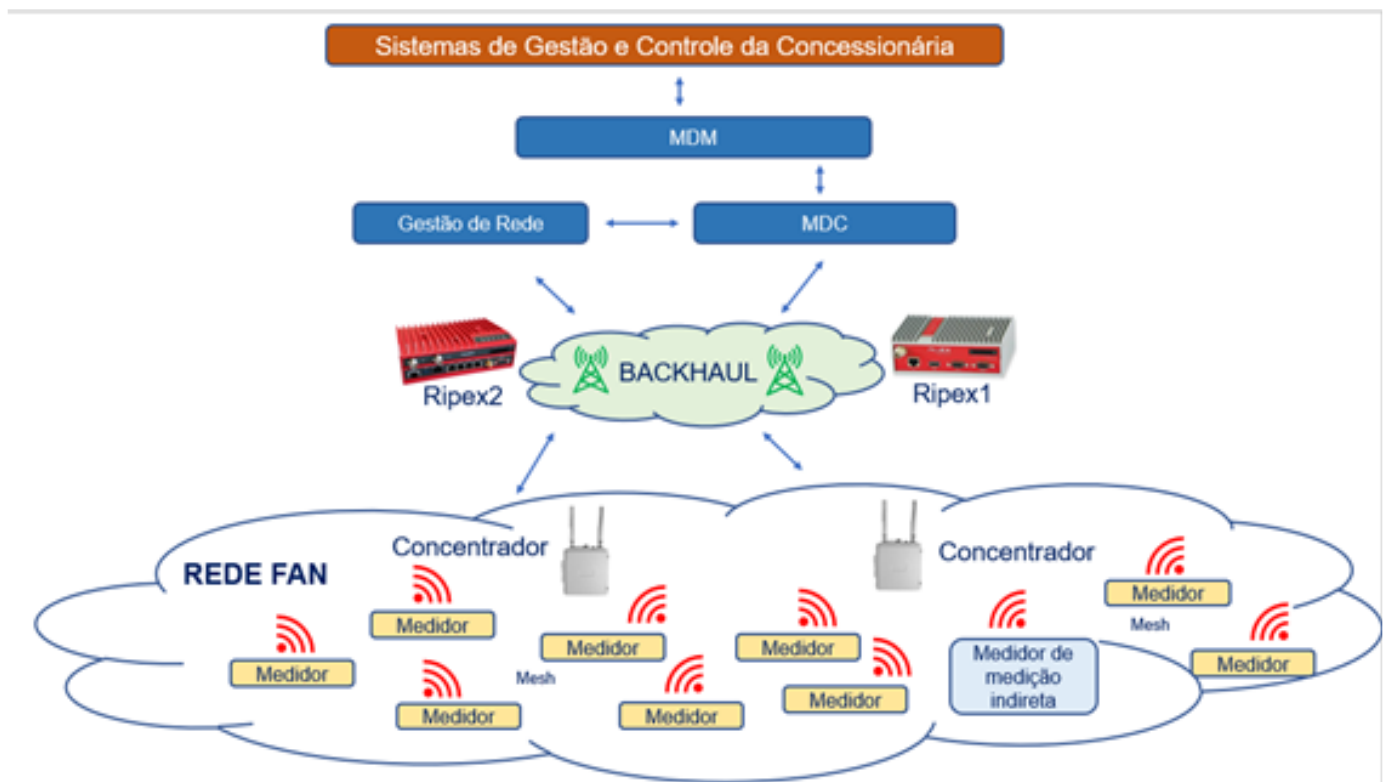 Sistemas de Gestão e Controle da Concessionária
MDM
Gestão de Rede
MDC
BACKHAUL
Ripex2
Ripex1
Concentrador
Concentrador
REDE FAN
Medidor
Medidor
Medidor
Medidor
Medidor
Mesh
Medidor
Medidor
Medidor de
medição
indireta
Medidor
Mesh
Medidor
Medidor
Medidor